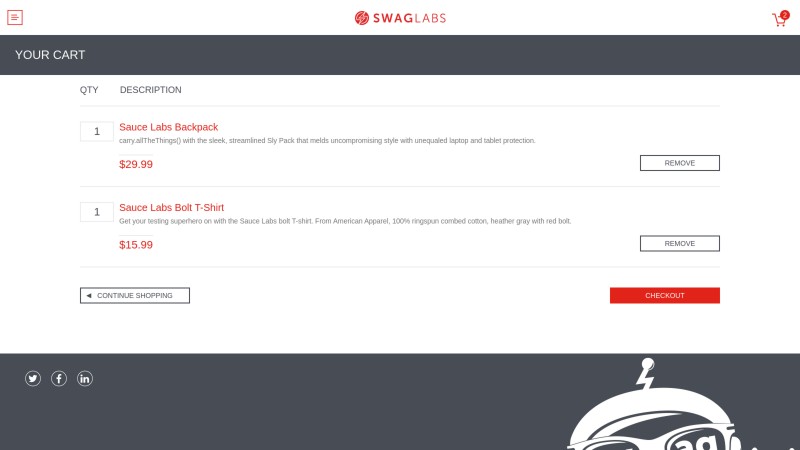 SWAGLABS
2
YOUR CART
QTY DESCRIPTION
1
Sauce Labs Backpack
carry.allTheThings() with the sleek, streamlined Sly Pack that melds uncompromising style with unequaled laptop and tablet protection.
$29.99
REMOVE
1
Sauce Labs Bolt T-Shirt
Get your testing superhero on with the Sauce Labs bolt T-shirt. From American Apparel, 100% ringspun combed cotton, heather gray with red bolt.
$15.99
REMOVE
CONTINUE SHOPPING
CHECKOUT